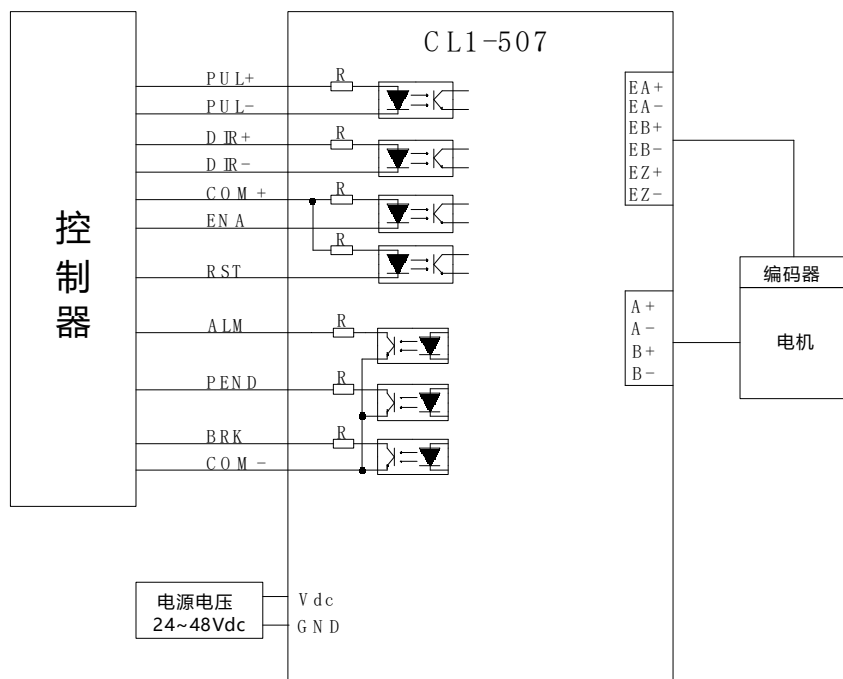 CL1-507
控制器
PUL+
R
PUL-
DIR+
R
DIR-
COM+
R
ENA
R
RST
ALM
R
PEND
R
BRK
R
COM-
EA+
EA-
EB+
EB-
EZ+
EZ-
编码器
电机
A+
A-
B+
B-
电源电压
24~48Vdc
Vdc
GND